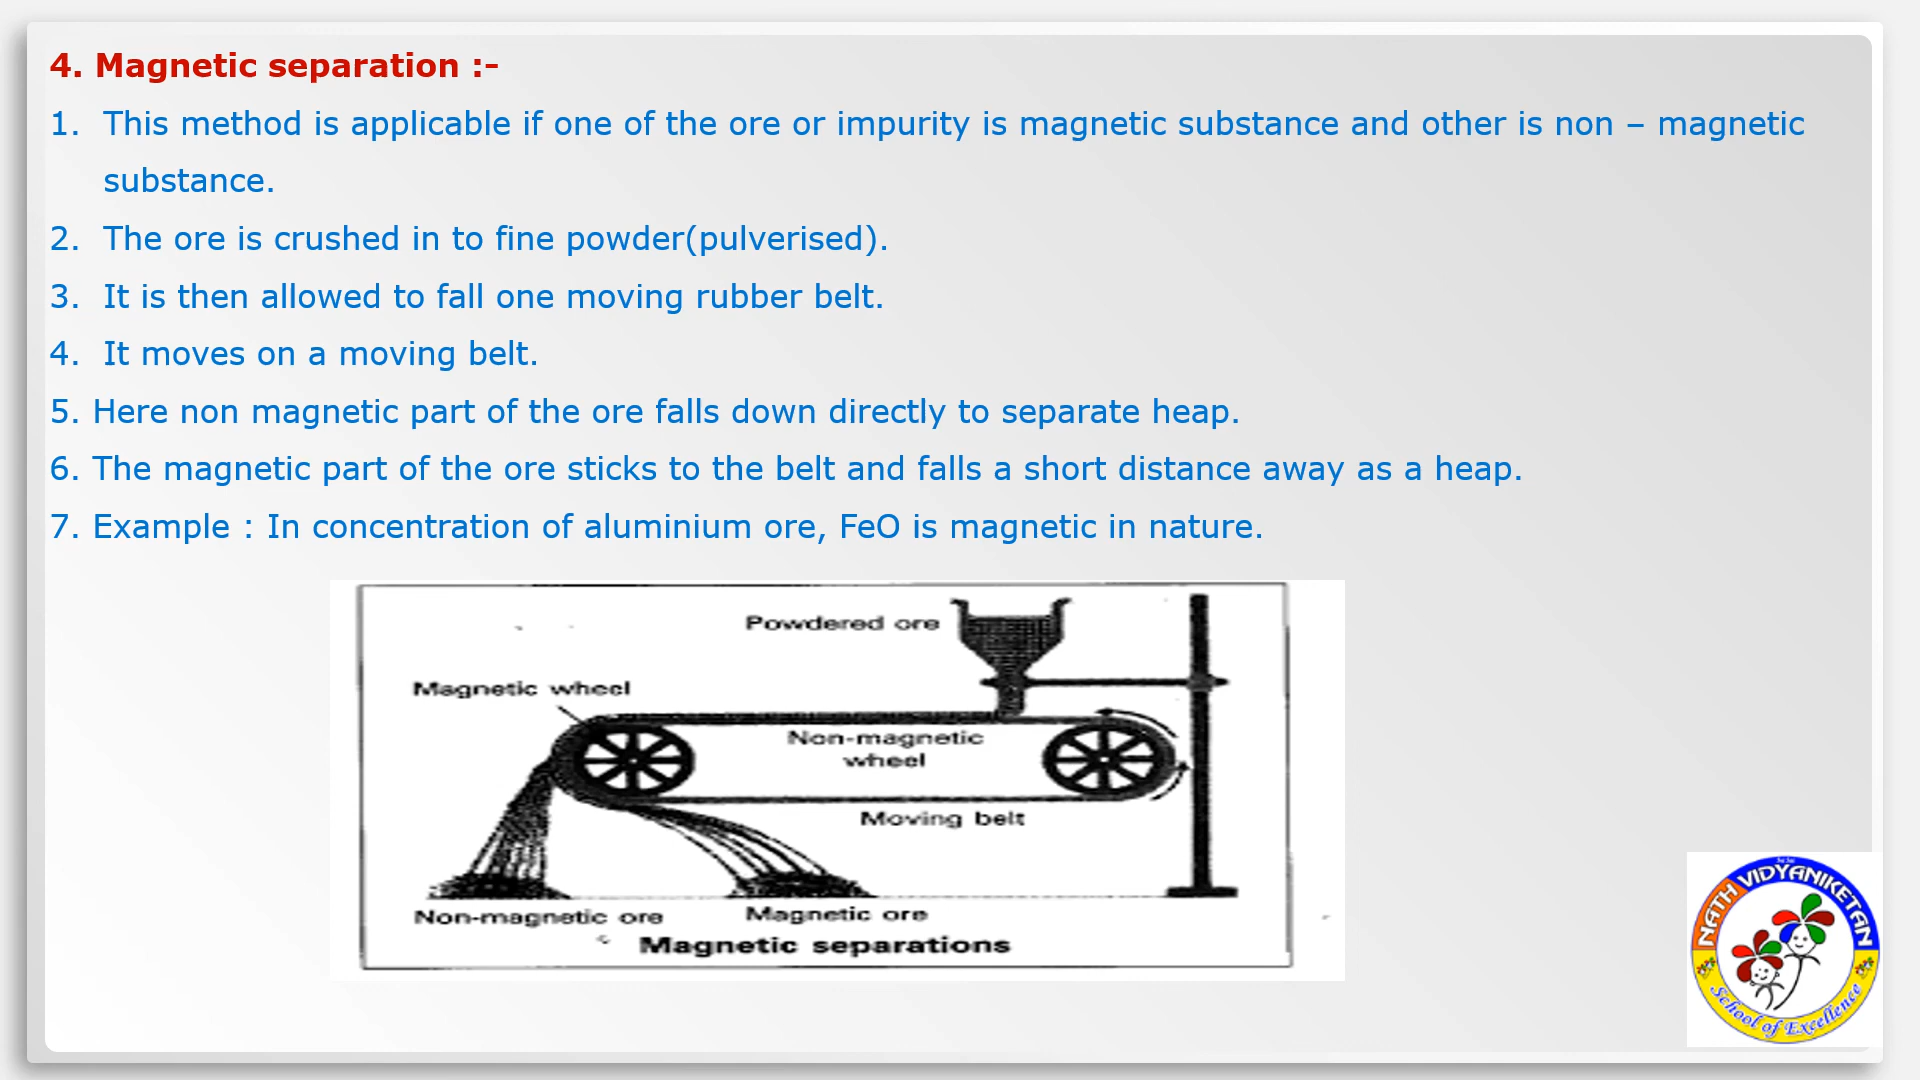 4. Magnetic separation :-
1. This method is applicable if one of the ore or impurity is magnetic substance and other is non – magnetic
substance.
2. The ore is crushed in to fine powder(pulverised).
3. It is then allowed to fall one moving rubber belt.
4. It moves on a moving belt.
5. Here non magnetic part of the ore falls down directly to separate heap.
6. The magnetic part of the ore sticks to the belt and falls a short distance away as a heap.
7. Example : In concentration of aluminium ore, FeO is magnetic in nature.
Powdered ore
Magnetic wheel
Non-magnetic
wheel
Moving belt
Non-magnetic ore
Magnetic ore
Magnetic separations
NATH VIDYANIKETAN
School of Excellence